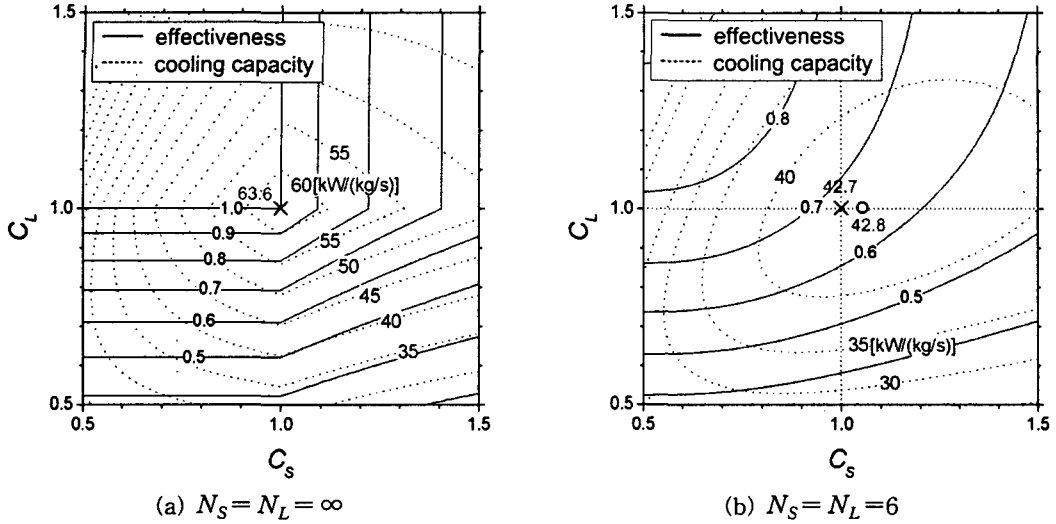 1.5
effectiveness
cooling capacity
55
63.6
60[kW/(kg/s)]
1.0
1.0
0.9
55
0.8
50
0.7
45
0.6
40
0.5
35
0.5
0.5
1.0
1.5
C_L
C_S
(a) N_S = N_L = ∞
1.5
effectiveness
cooling capacity
0.8
40
42.7
1.0
0.7
42.8
0.6
0.5
35[kW/(kg/s)]
30
0.5
0.5
1.0
1.5
C_L
C_S
(b) N_S = N_L = 6